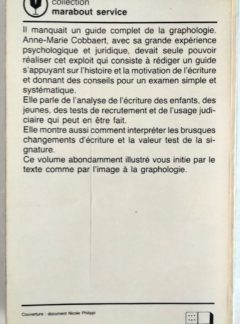 collection
marabout service
Il manquait un guide complet de la graphologie.
Anne-Marie Cobbaert, avec sa grande expérience
psychologique et juridique, devait seule pouvoir
réaliser cet exploit qui consiste à rédiger un guide
s'appuyant sur l'histoire et la motivation de l'écriture
et donnant des conseils pour un examen simple et
systématique.
Elle parle de l'analyse de l'écriture des enfants, des
jeunes, des tests de recrutement et de l'usage judi-
ciaire qui peut en être fait.
Elle montre aussi comment interpréter les brusques
changements d'écriture et la valeur test de la si-
gnature.
Ce volume abondamment illustré vous initie par le
texte comme par l'image à la graphologie.
Couverture : document Nicole Philippi